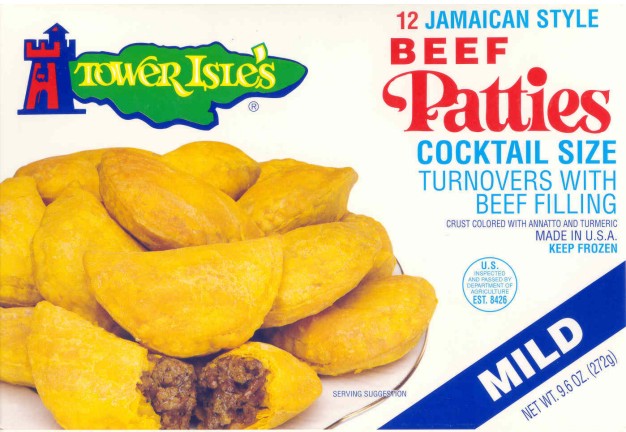 TOWER ISLE'S
®
12 JAMAICAN STYLE
BEEF
Patties
COCKTAIL SIZE
TURNOVERS WITH
BEEF FILLING
CRUST COLORED WITH ANNATTO AND TURMERIC
MADE IN U.S.A.
KEEP FROZEN
U.S.
INSPECTED
AND PASSED BY
DEPARTMENT OF
AGRICULTURE
EST. 8426
MILD
NET WT. 9.6 OZ. (272g)
SERVING SUGGESTION